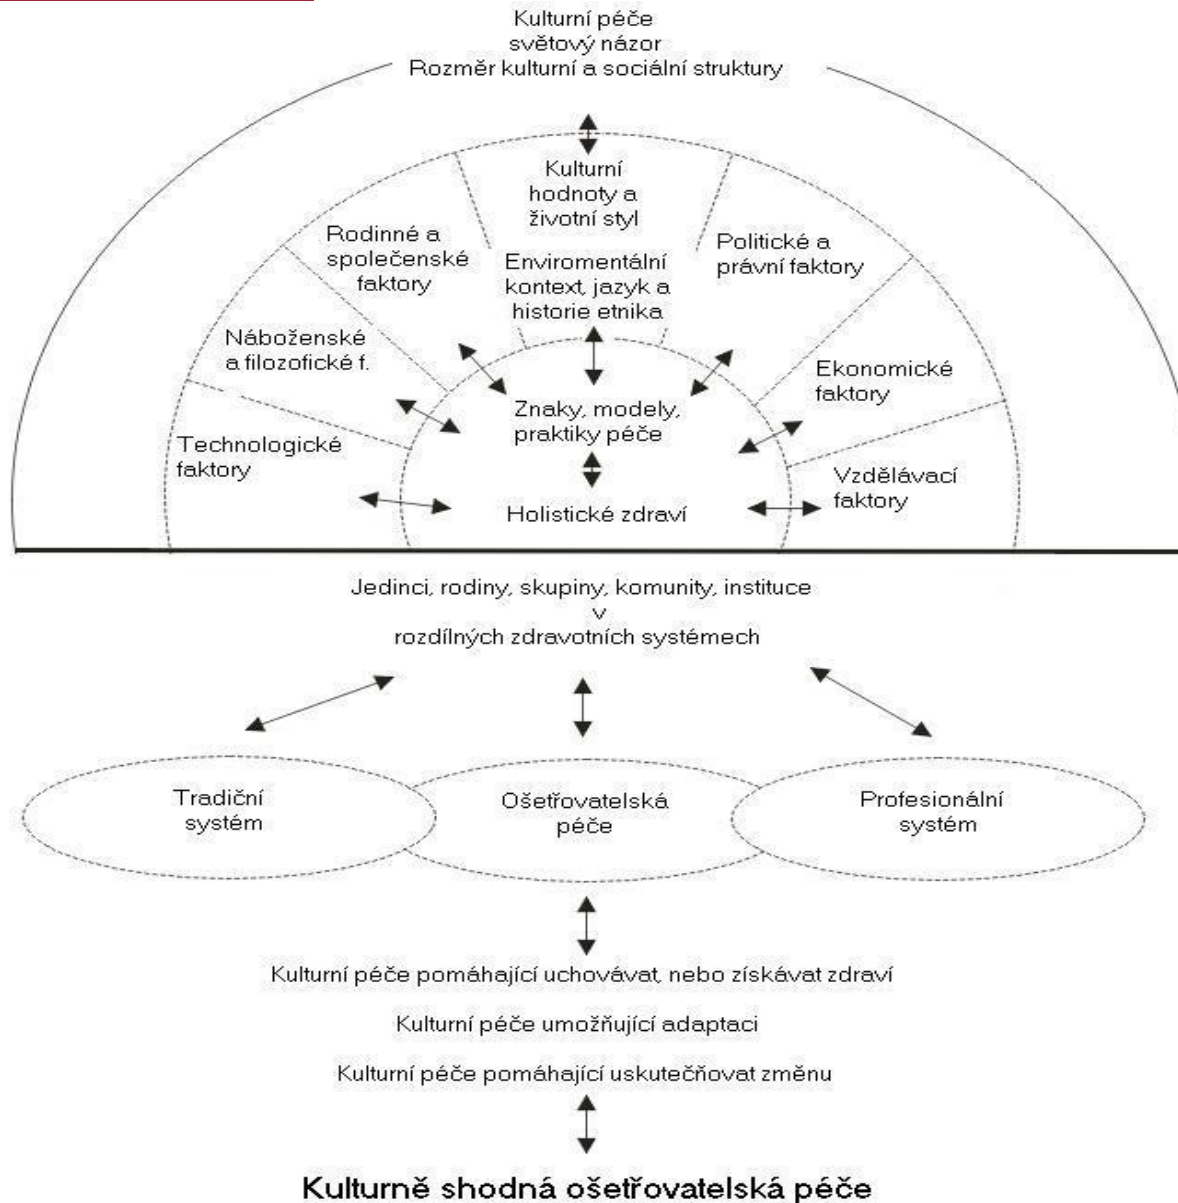 Kulturní péče
světový názor
Rozměr kulturní a sociální struktury
Kulturní
hodnoty a
životní styl
Rodinné a
společenské
faktory
Politické a
právní faktory
Enviromentální
kontext, jazyk a
historie etnika
Náboženské
a filozofické f.
Ekonomické
faktory
Znaky, modely,
praktiky péče
Technologické
faktory
Vzdělávací
faktory
Holistické zdraví
Jedinci, rodiny, skupiny, komunity, instituce
v
rozdílných zdravotních systémech
Tradiční
systém
Ošetřovatelská
péče
Profesionální
systém
Kulturní péče pomáhající uchovávat, nebo získávat zdraví
Kulturní péče umožňující adaptaci
Kulturní péče pomáhající uskutečňovat změnu
Kulturně shodná ošetřovatelská péče